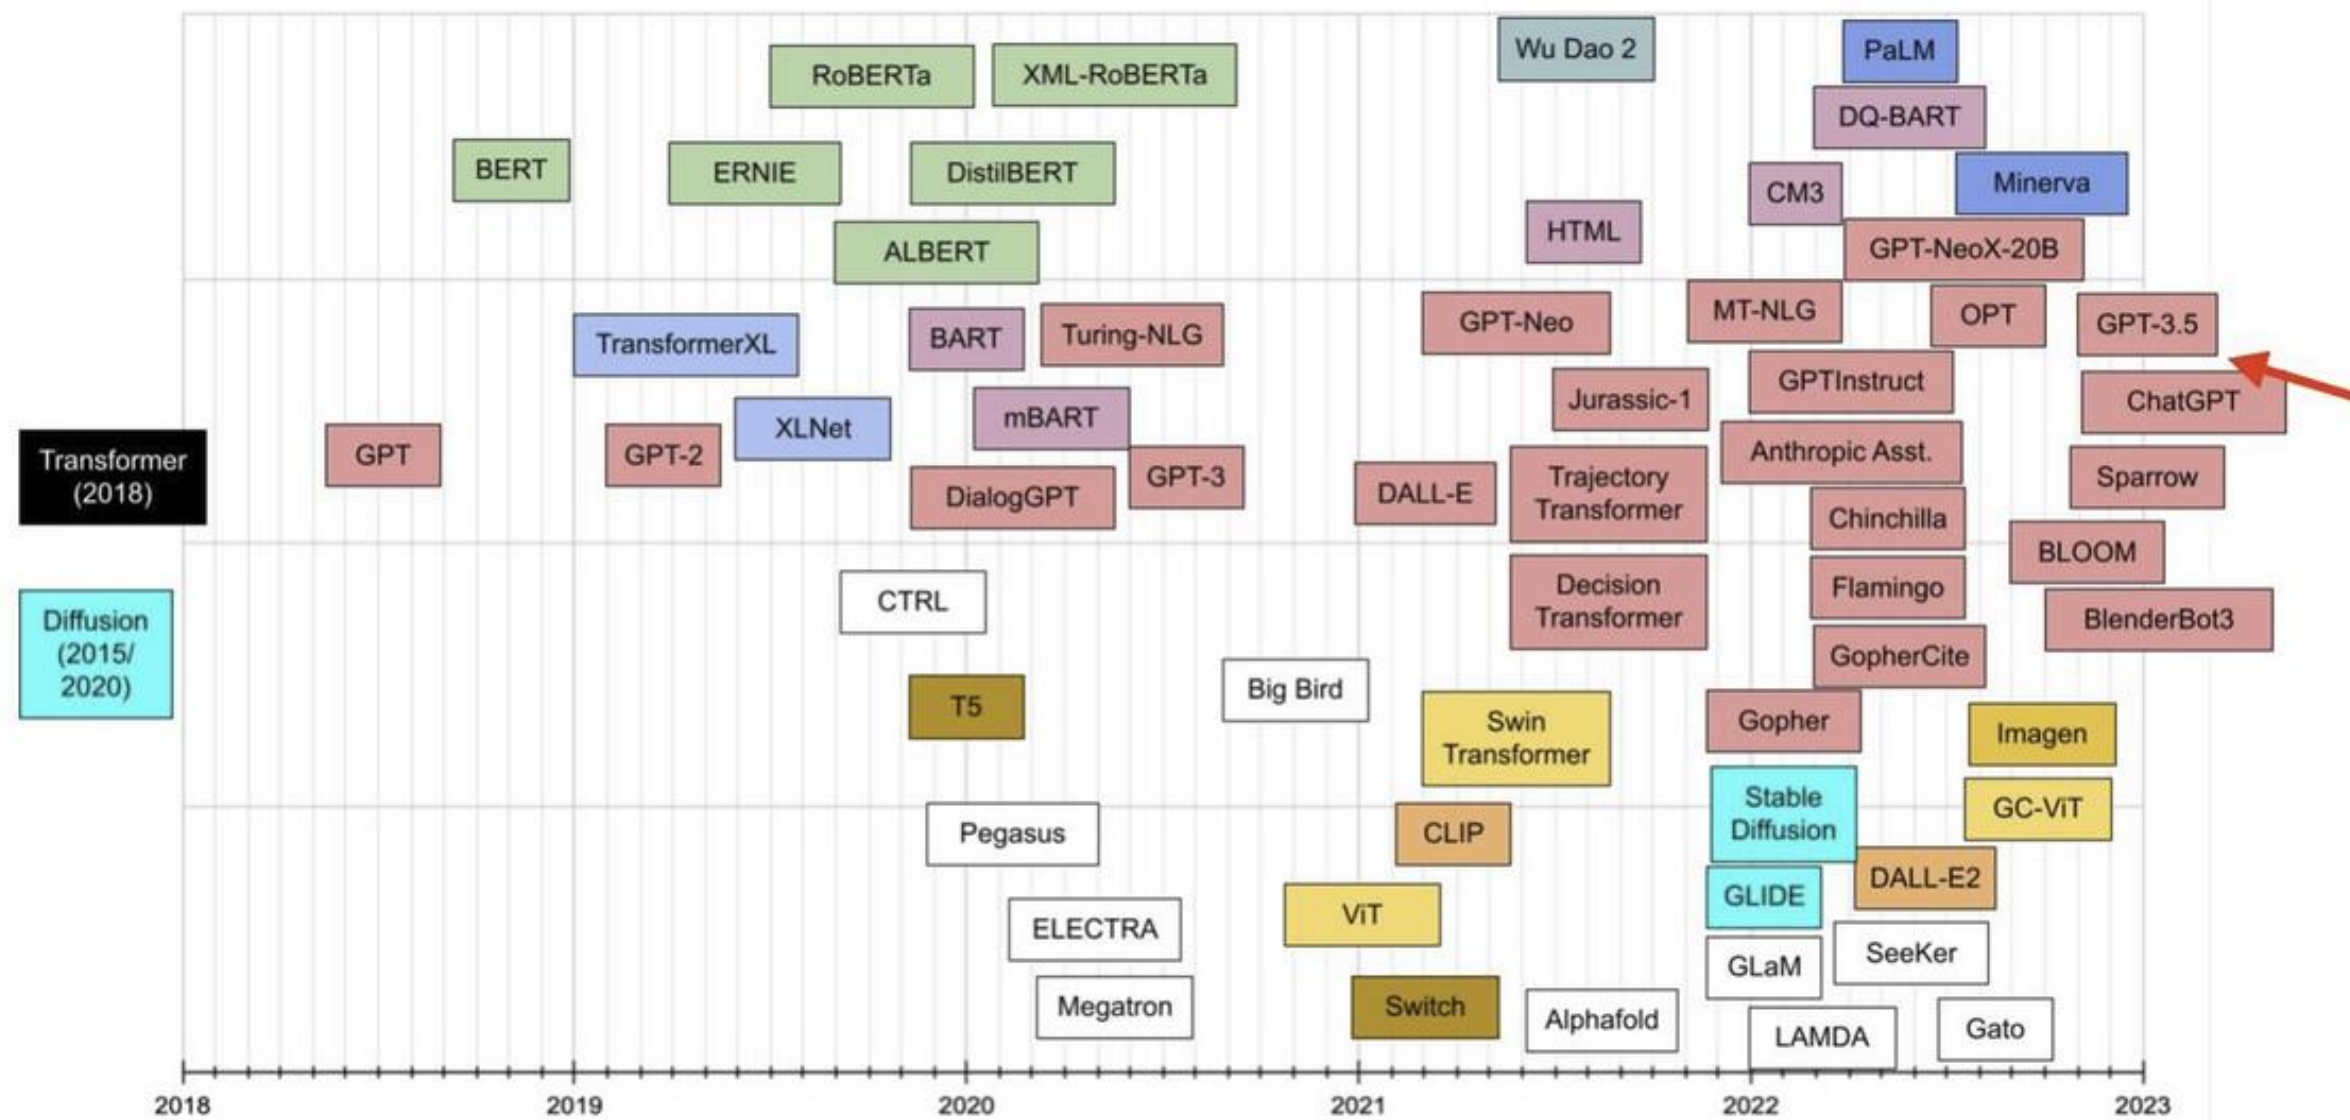 Wu Dao 2
PaLM
RoBERTa
XML-RoBERTa
DQ-BART
BERT
ERNIE
DistilBERT
CM3
Minerva
HTML
ALBERT
GPT-NeoX-20B
TransformerXL
BART
Turing-NLG
GPT-Neo
MT-NLG
OPT
GPT-3.5
GPTInstruct
Jurassic-1
ChatGPT
XLNet
mBART
Transformer
(2018)
GPT
GPT-2
DialogGPT
GPT-3
DALL-E
Trajectory
Transformer
Anthropic Asst.
Sparrow
Chinchilla
BLOOM
Diffusion
(2015/
2020)
CTRL
Decision
Transformer
Flamingo
BlenderBot3
GopherCite
T5
Big Bird
Swin
Transformer
Gopher
Imagen
Pegasus
CLIP
Stable
Diffusion
GC-ViT
ELECTRA
ViT
GLIDE
DALL-E2
GLaM
SeeKer
Megatron
Switch
Alphafold
LAMDA
Gato
2018
2019
2020
2021
2022
2023